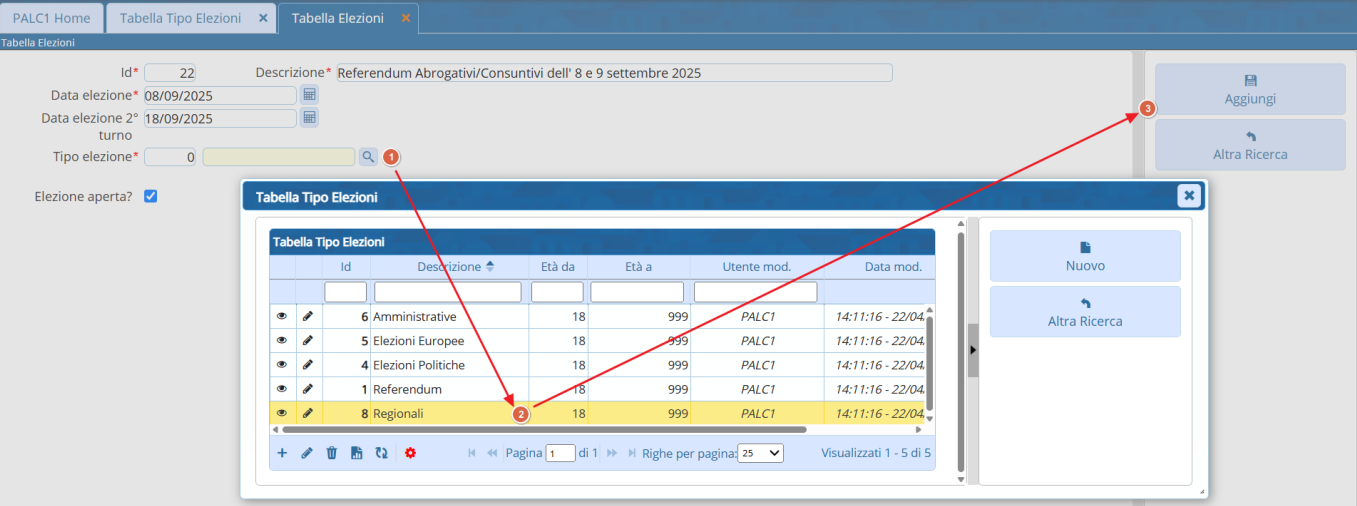 PALC1 Home Tabella Tipo Elezioni × Tabella Elezioni ×
Tabella Elezioni
Id* 22 Descrizione* Referendum Abrogativi/Consuntivi dell' 8 e 9 settembre 2025
Data elezione* 08/09/2025
Data elezione 2° turno 18/09/2025
Tipo elezione* 0 1
Elezione aperta?
3
Aggiungi
Altra Ricerca
Tabella Tipo Elezioni
Tabella Tipo Elezioni
Id Descrizione Età da Età a Utente mod. Data mod.
6 Amministrative 18 999 PALC1 14:11:16 - 22/04
5 Elezioni Europee 18 999 PALC1 14:11:16 - 22/04
4 Elezioni Politiche 18 999 PALC1 14:11:16 - 22/04
1 Referendum 18 999 PALC1 14:11:16 - 22/04
8 Regionali 2 18 999 PALC1 14:11:16 - 22/04
Pagina 1 di 1 Righe per pagina: 25 Visualizzati 1 - 5 di 5
Nuovo
Altra Ricerca